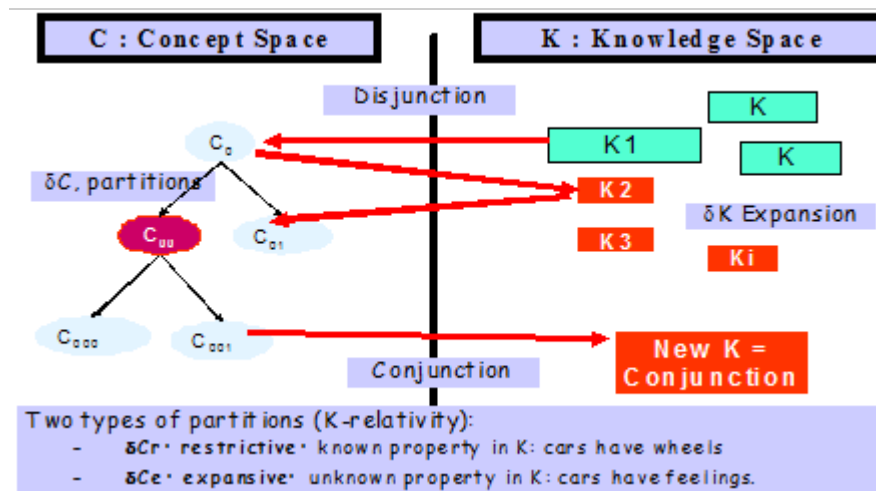 C : Concept Space
K : Knowledge Space
Disjunction
K
K1
K
C₀
δC, partitions
K2
δK Expansion
C₀₀
C₀₁
K3
Ki
C₀₀₀
C₀₀₁
New K =
Conjunction
Conjunction
Two types of partitions (K-relativity):
- δCr· restrictive· known property in K: cars have wheels
- δCe· expansive· unknown property in K: cars have feelings.